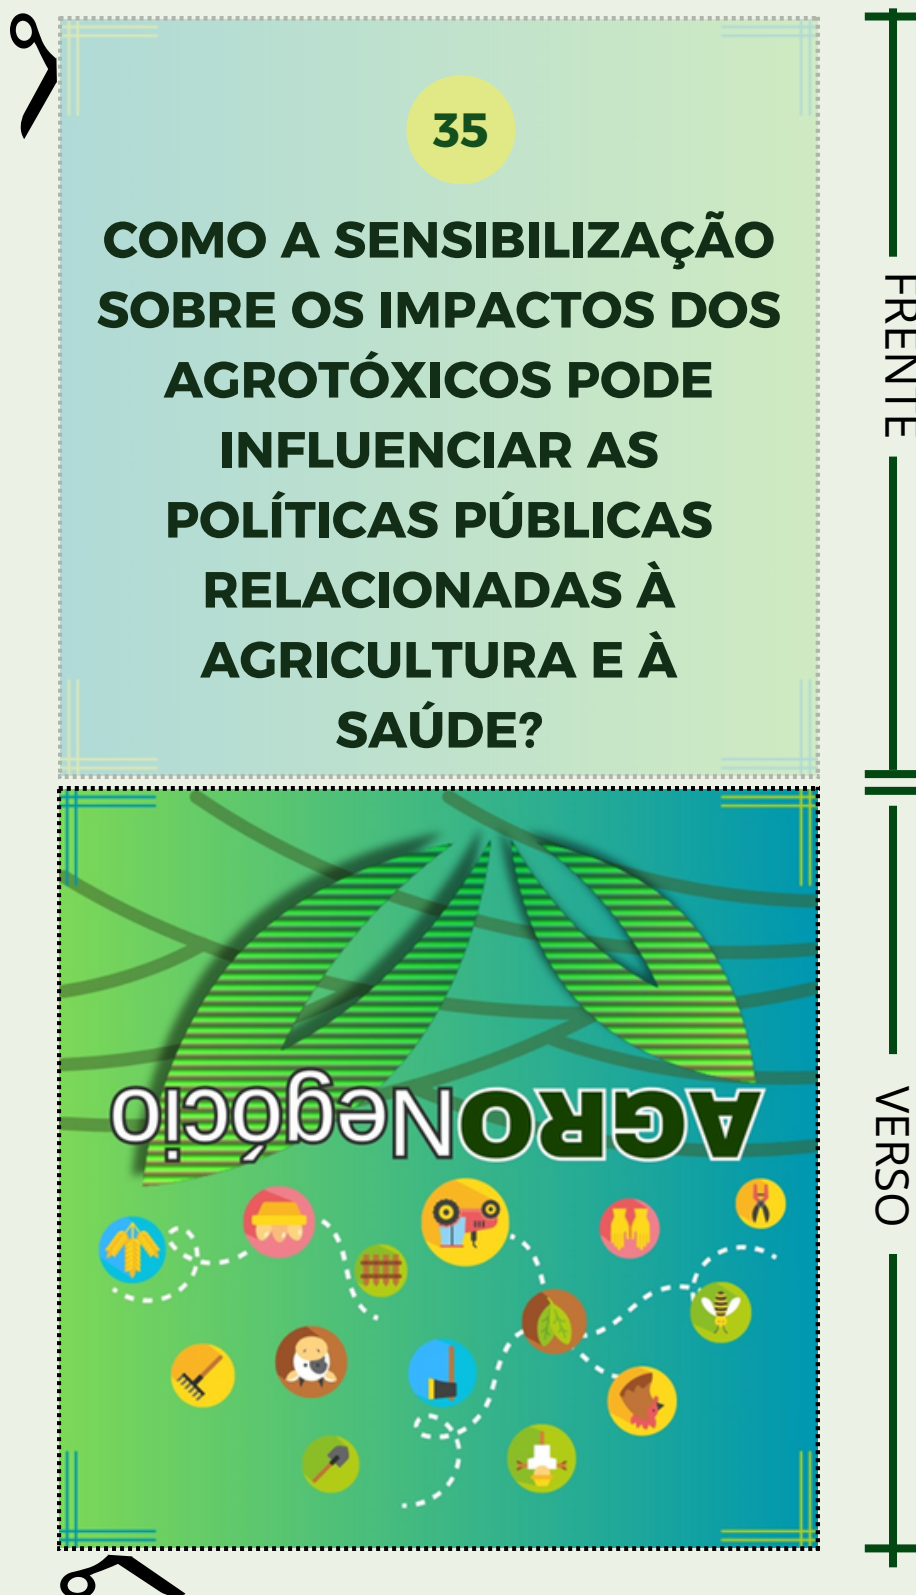 35
COMO A SENSIBILIZAÇÃO
SOBRE OS IMPACTOS DOS
AGROTÓXICOS PODE
INFLUENCIAR AS
POLÍTICAS PÚBLICAS
RELACIONADAS À
AGRICULTURA E À
SAÚDE?
FRENTE
AGRONegócio
VERSO